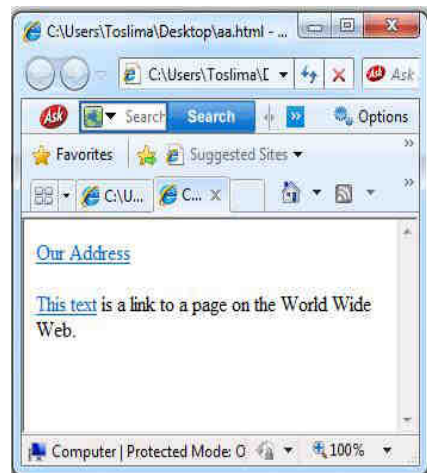 C:\Users\Toslima\Desktop\aa.html - ...
C:\Users\Toslima\D Ask
Ask Search Search Options
Favorites Suggested Sites
C:\U... C...
Our Address
This text is a link to a page on the World Wide
Web.
Computer | Protected Mode: O 100%